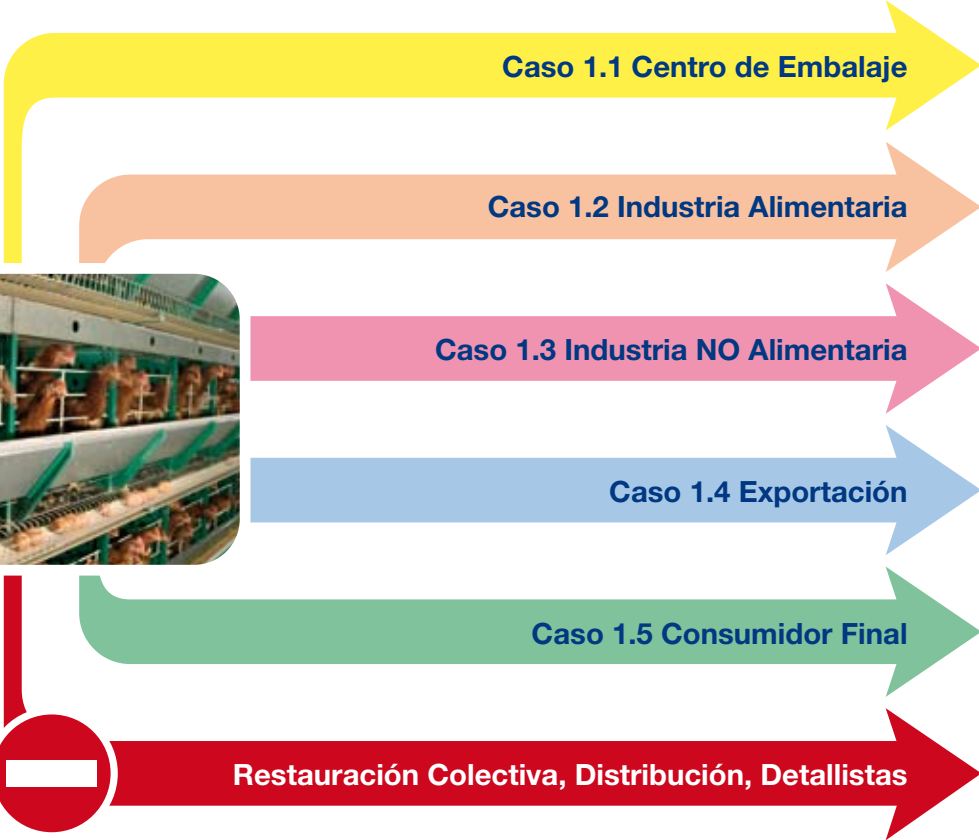 Caso 1.1 Centro de Embalaje
Caso 1.2 Industria Alimentaria
Caso 1.3 Industria NO Alimentaria
Caso 1.4 Exportación
Caso 1.5 Consumidor Final
Restauración Colectiva, Distribución, Detallistas